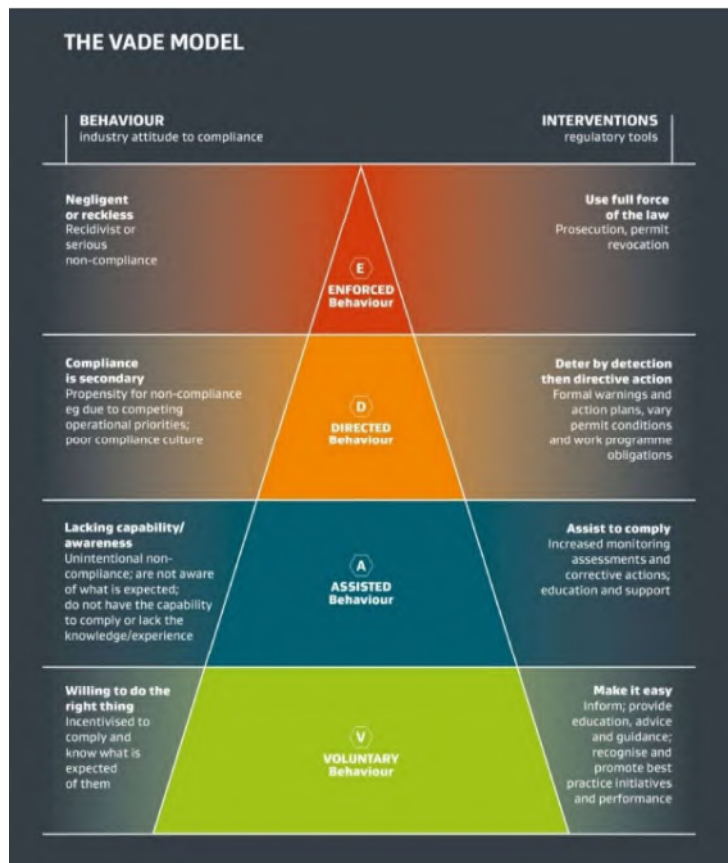 THE VADE MODEL
BEHAVIOUR
industry attitude to compliance
INTERVENTIONS
regulatory tools
Negligent
or reckless
Recidivist or
serious
non-compliance
E
ENFORCED
Behaviour
Use full force
of the law
Prosecution, permit
revocation
Compliance
is secondary
Propensity for non-compliance
eg due to competing
operational priorities;
poor compliance culture
D
DIRECTED
Behaviour
Deter by detection
then directive action
Formal warnings and
action plans, vary
permit conditions
and work programme
obligations
Lacking capability/
awareness
Unintentional non-
compliance; are not aware
of what is expected;
do not have the capability
to comply or lack the
knowledge/experience
A
ASSISTED
Behaviour
Assist to comply
Increased monitoring
assessments and
corrective actions;
education and support
Willing to do the
right thing
Incentivised to
comply and
know what is
expected
of them
V
VOLUNTARY
Behaviour
Make it easy
Inform; provide
education, advice
and guidance;
recognise and
promote best
practice initiatives
and performance